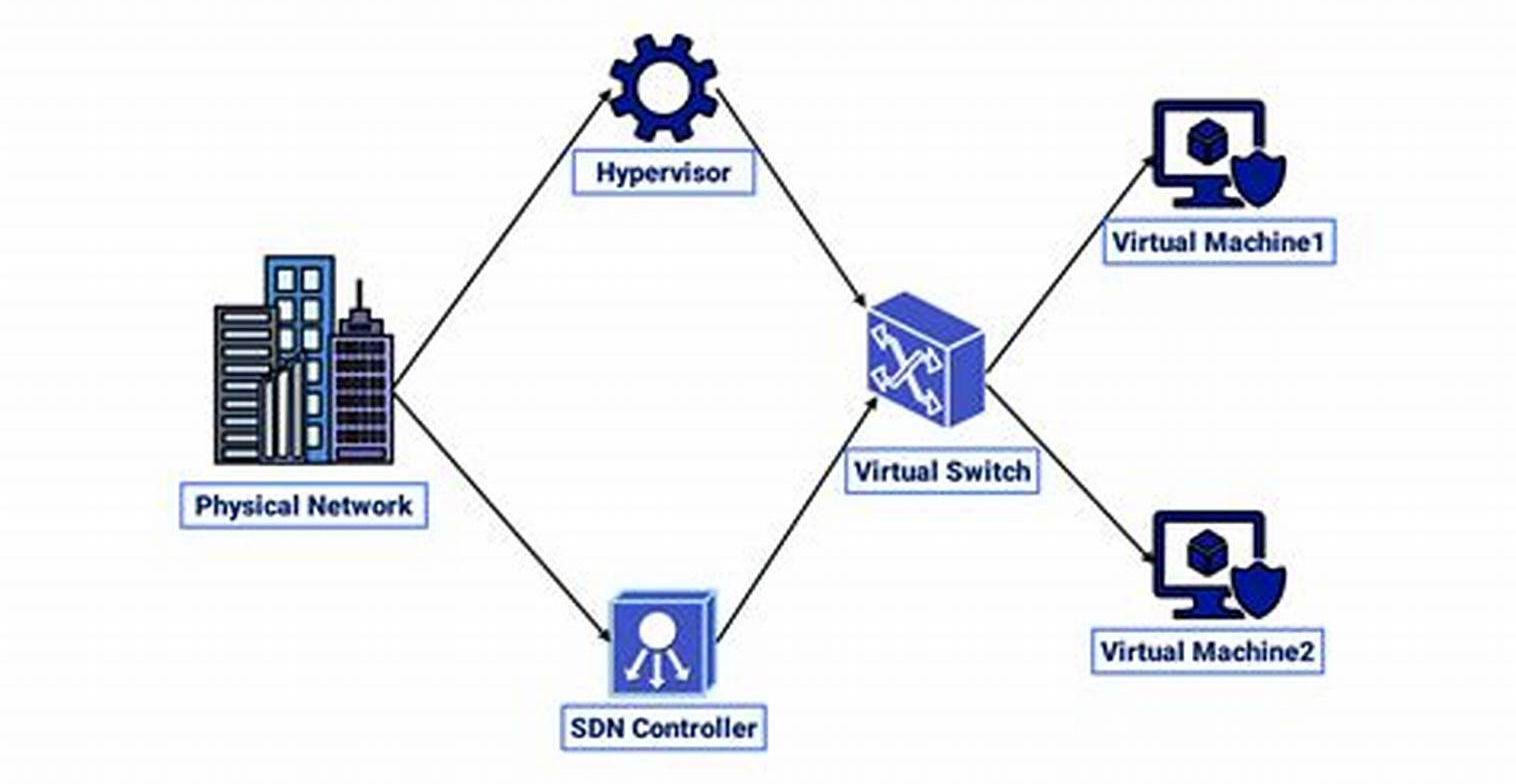 Hypervisor
Virtual Machine1
Virtual Switch
Physical Network
Virtual Machine2
SDN Controller